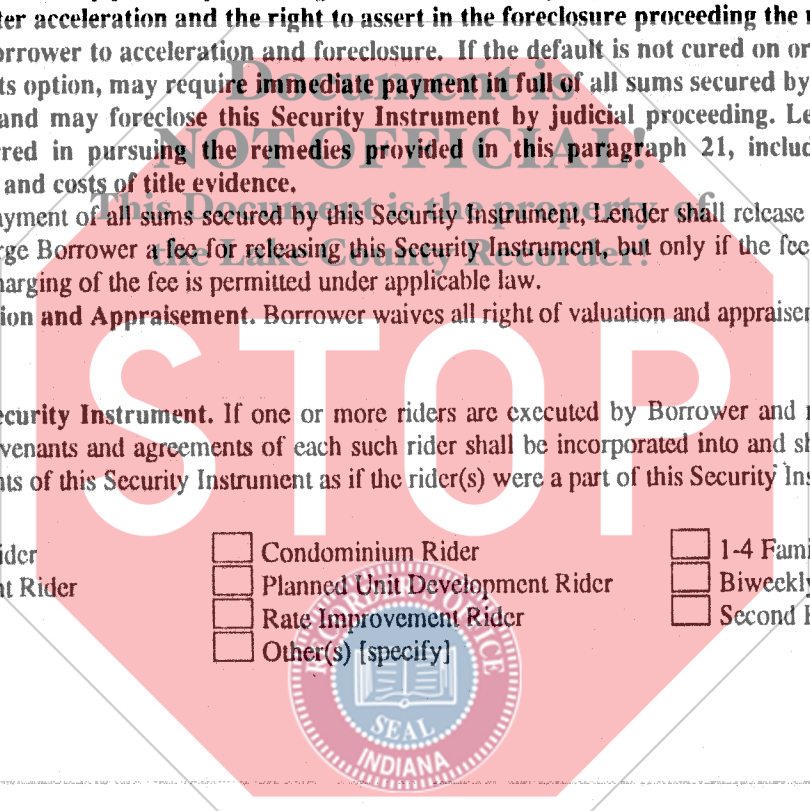 ter acceleration and the right to assert in the foreclosure proceeding the
orrower to acceleration and foreclosure. If the default is not cured on or
ts option, may require immediate payment in full of all sums secured by
and may foreclose this Security Instrument by judicial proceeding. Le
rred in pursuing the remedies provided in this paragraph 21, includ
and costs of title evidence.
ayment of all sums secured by this Security Instrument, Lender shall release
rge Borrower a fee for releasing this Security Instrument, but only if the fee
harging of the fee is permitted under applicable law.
ion and Appraisement. Borrower waives all right of valuation and appraisem
ecurity Instrument. If one or more riders are executed by Borrower and r
venants and agreements of each such rider shall be incorporated into and sh
nts of this Security Instrument as if the rider(s) were a part of this Security Ins
ider
Condominium Rider
1-4 Fami
nt Rider
Planned Unit Development Rider
Biweekly
Rate Improvement Rider
Second H
Other(s) [specify]
Document is
NOT OFFICIAL!
This Document is the property of
the Lake County Recorder!
STOP
RECORDER'S OFFICE
SEAL
INDIANA